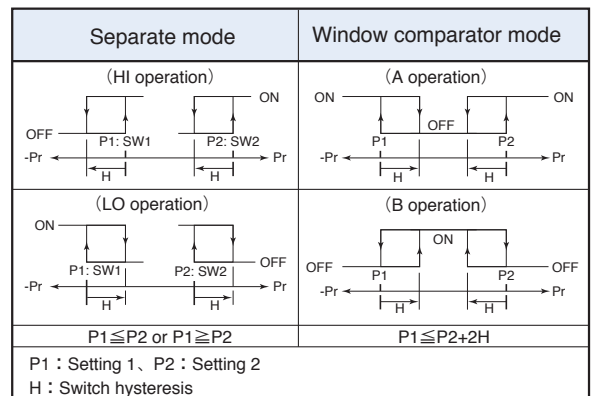 Separate mode
Window comparator mode
(HI operation)
ON
OFF
P1: SW1
P2: SW2
-Pr
Pr
H
H
(A operation)
ON
ON
OFF
P1
P2
-Pr
Pr
H
H
(LO operation)
ON
OFF
P1: SW1
P2: SW2
-Pr
Pr
H
H
(B operation)
ON
OFF
OFF
P1
P2
-Pr
Pr
H
H
P1≦P2 or P1≧P2
P1≦P2+2H
P1：Setting 1、P2：Setting 2
H：Switch hysteresis